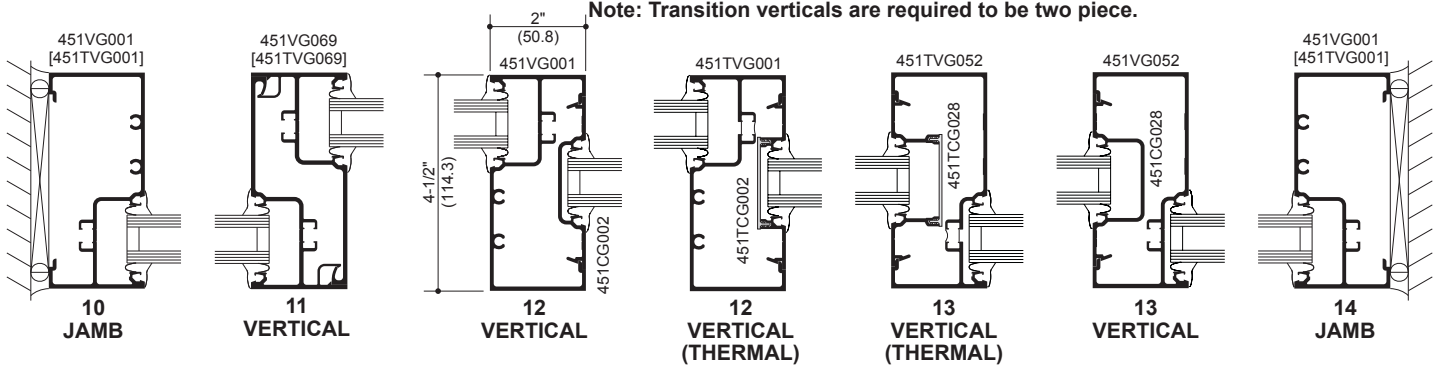 Note: Transition verticals are required to be two piece.
451VG001
[451TVG001]
10
JAMB
451VG069
[451TVG069]
11
VERTICAL
2"
(50.8)
4-1/2"
(114.3)
451VG001
451CG002
12
VERTICAL
451TVG001
451TCG002
12
VERTICAL
(THERMAL)
451TVG052
451TCG028
13
VERTICAL
(THERMAL)
451VG052
451CG028
13
VERTICAL
451VG001
[451TVG001]
14
JAMB